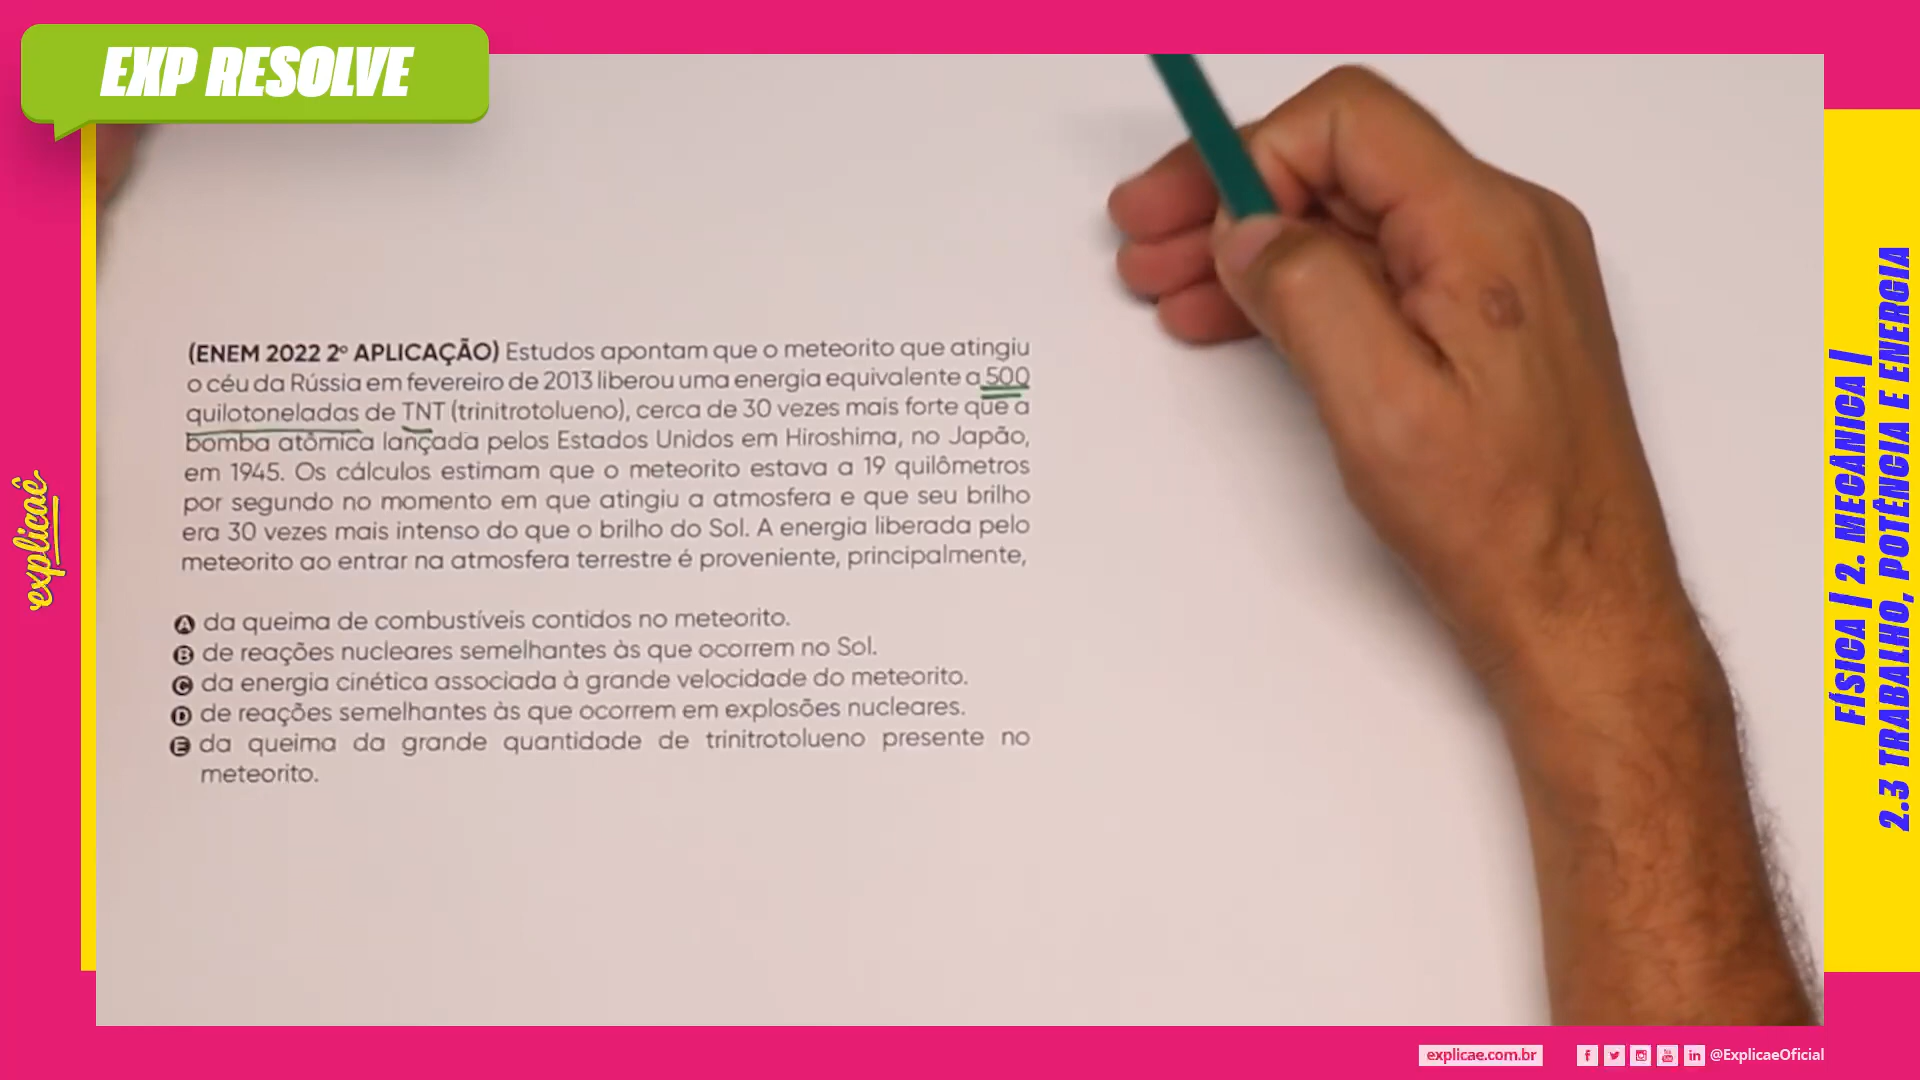 EXP RESOLVE
(ENEM 2022 2º APLICAÇÃO) Estudos apontam que o meteorito que atingiu
o céu da Rússia em fevereiro de 2013 liberou uma energia equivalente a 500
quilotoneladas de TNT (trinitrotolueno), cerca de 30 vezes mais forte que a
bomba atômica lançada pelos Estados Unidos em Hiroshima, no Japão,
em 1945. Os cálculos estimam que o meteorito estava a 19 quilômetros
por segundo no momento em que atingiu a atmosfera e que seu brilho
era 30 vezes mais intenso do que o brilho do Sol. A energia liberada pelo
meteorito ao entrar na atmosfera terrestre é proveniente, principalmente,
A da queima de combustíveis contidos no meteorito.
B de reações nucleares semelhantes às que ocorrem no Sol.
C da energia cinética associada à grande velocidade do meteorito.
D de reações semelhantes às que ocorrem em explosões nucleares.
E da queima da grande quantidade de trinitrotolueno presente no
meteorito.
explicaê
FÍSICA | 2. MECÂNICA |
2.3 TRABALHO, POTÊNCIA E ENERGIA
explicae.com.br
@ExplicaeOficial